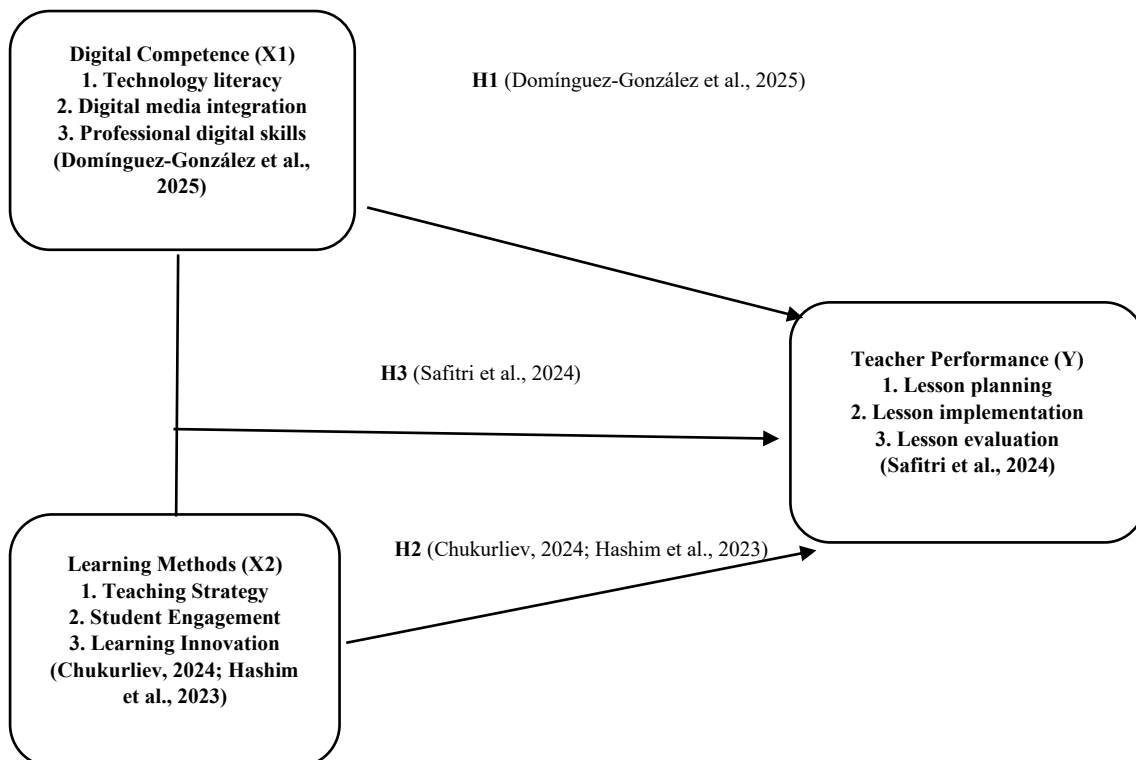 Digital Competence (X1)
1. Technology literacy
2. Digital media integration
3. Professional digital skills
(Domínguez-González et al.,
2025)
H1 (Domínguez-González et al., 2025)
H3 (Safitri et al., 2024)
Teacher Performance (Y)
1. Lesson planning
2. Lesson implementation
3. Lesson evaluation
(Safitri et al., 2024)
H2 (Chukurliev, 2024; Hashim et al., 2023)
Learning Methods (X2)
1. Teaching Strategy
2. Student Engagement
3. Learning Innovation
(Chukurliev, 2024; Hashim
et al., 2023)